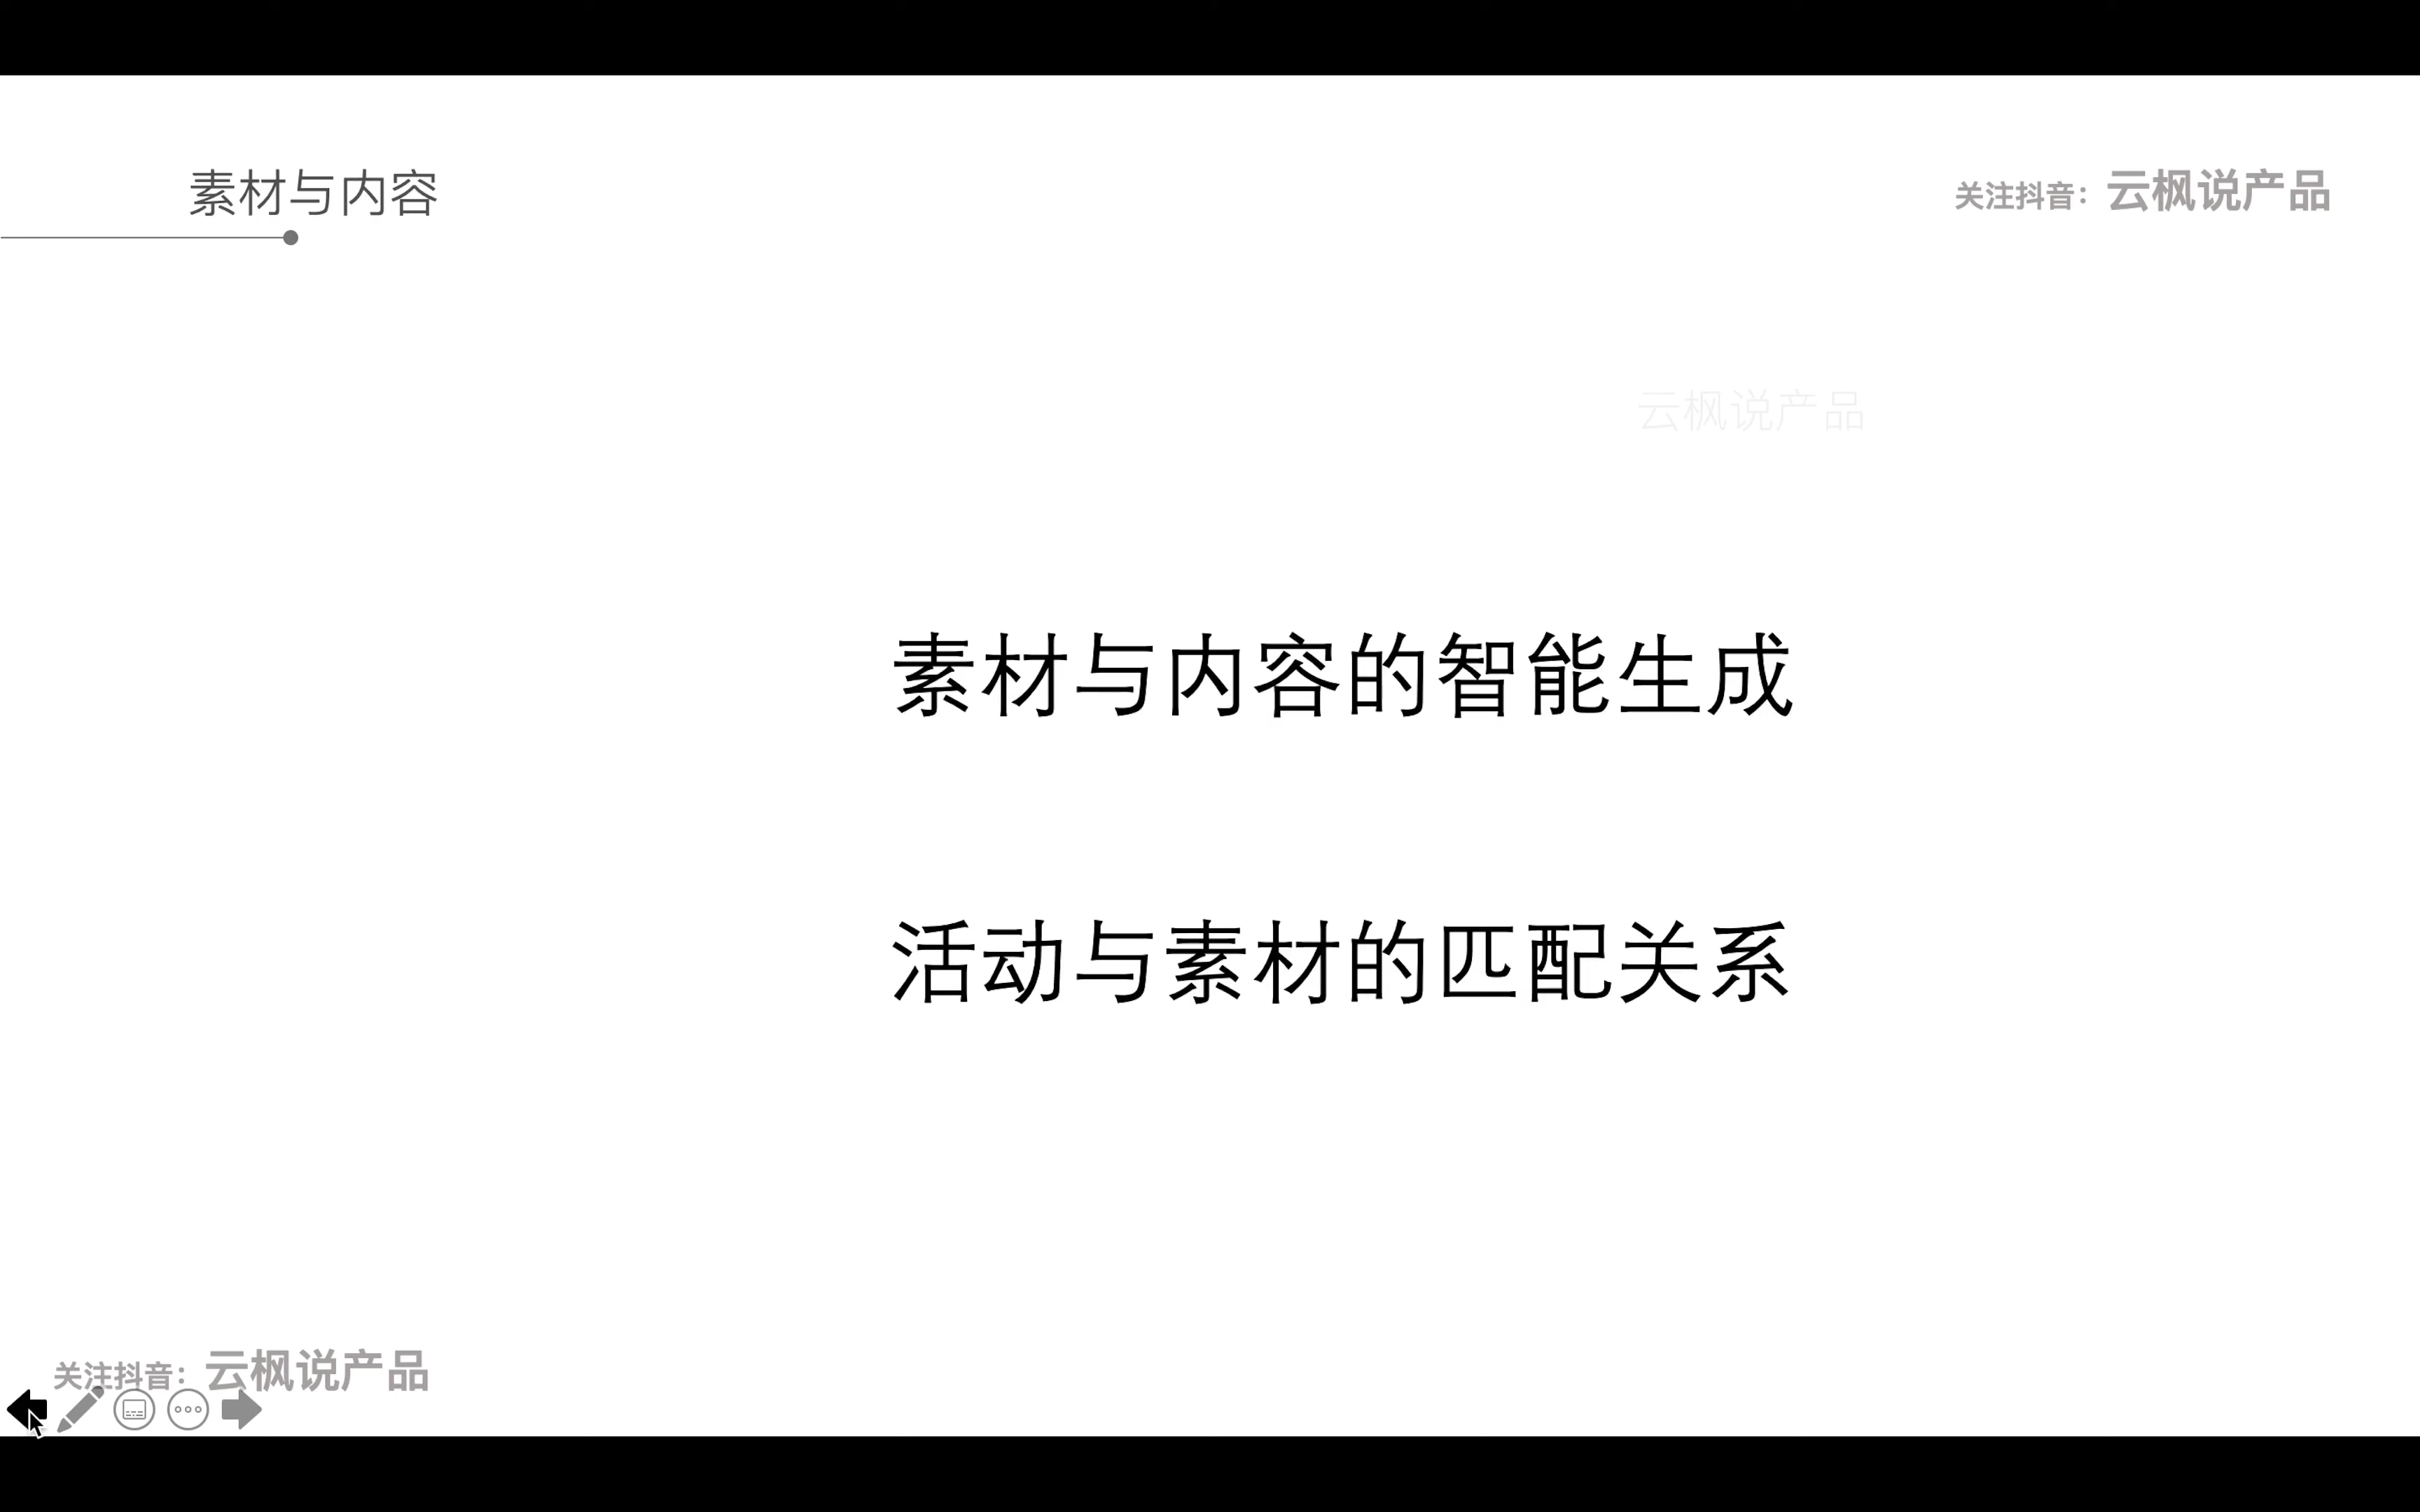 素材与内容
关注抖音：云枫说产品
云枫说产品
素材与内容的智能生成
活动与素材的匹配关系
关注抖音：云枫说产品